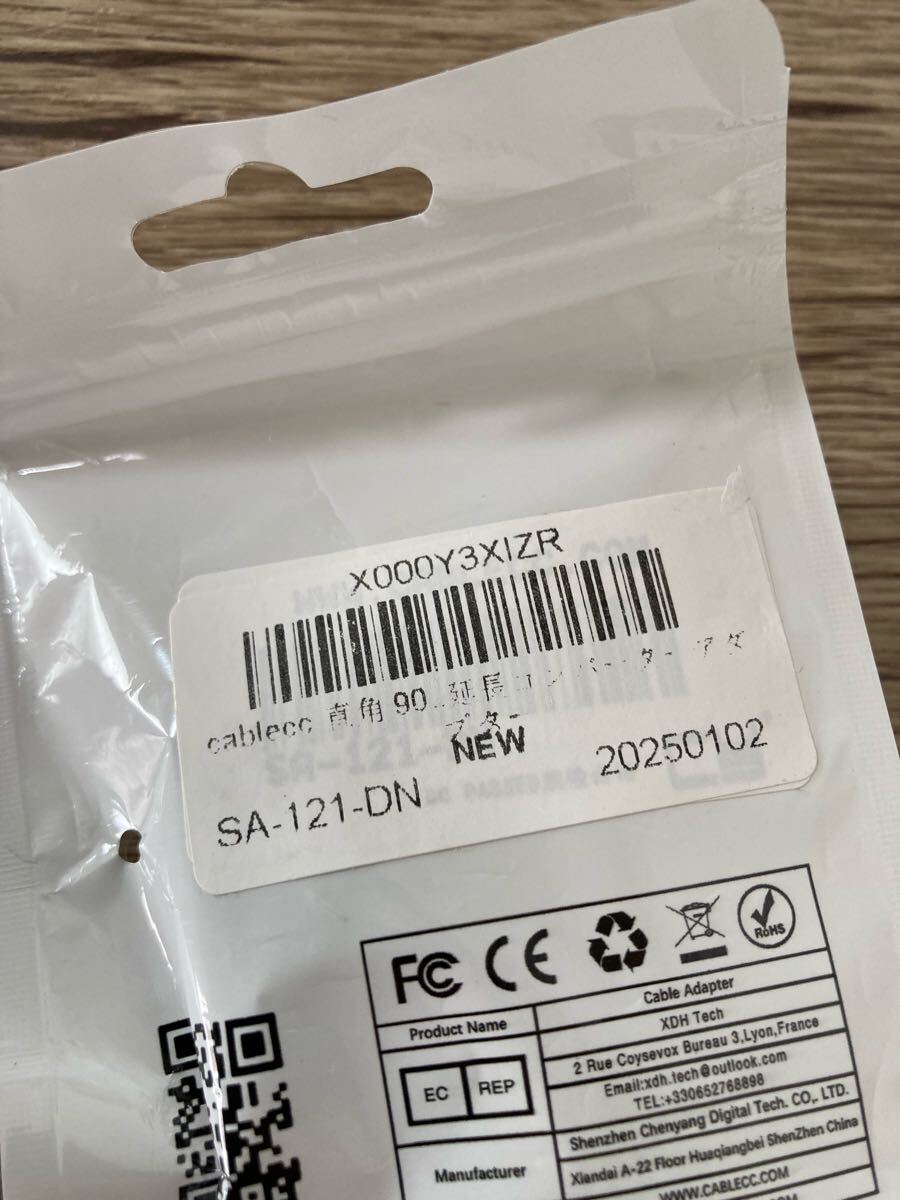 X000Y3XIZR
cablecc 直角 90 延長コンバーター アダ
プター
NEW
SA-121-DN
20250102
FC CE RoHS
Product Name
Cable Adapter
EC REP
XDH Tech
2 Rue Coysevox Bureau 3,Lyon,France
Email:xdh.tech@outlook.com
TEL:+330652768898
Manufacturer
Shenzhen Chenyang Digital Tech. CO,. LTD.
Xiandai A-22 Floor Huaqiangbei ShenZhen China
WWW.CABLECC.COM